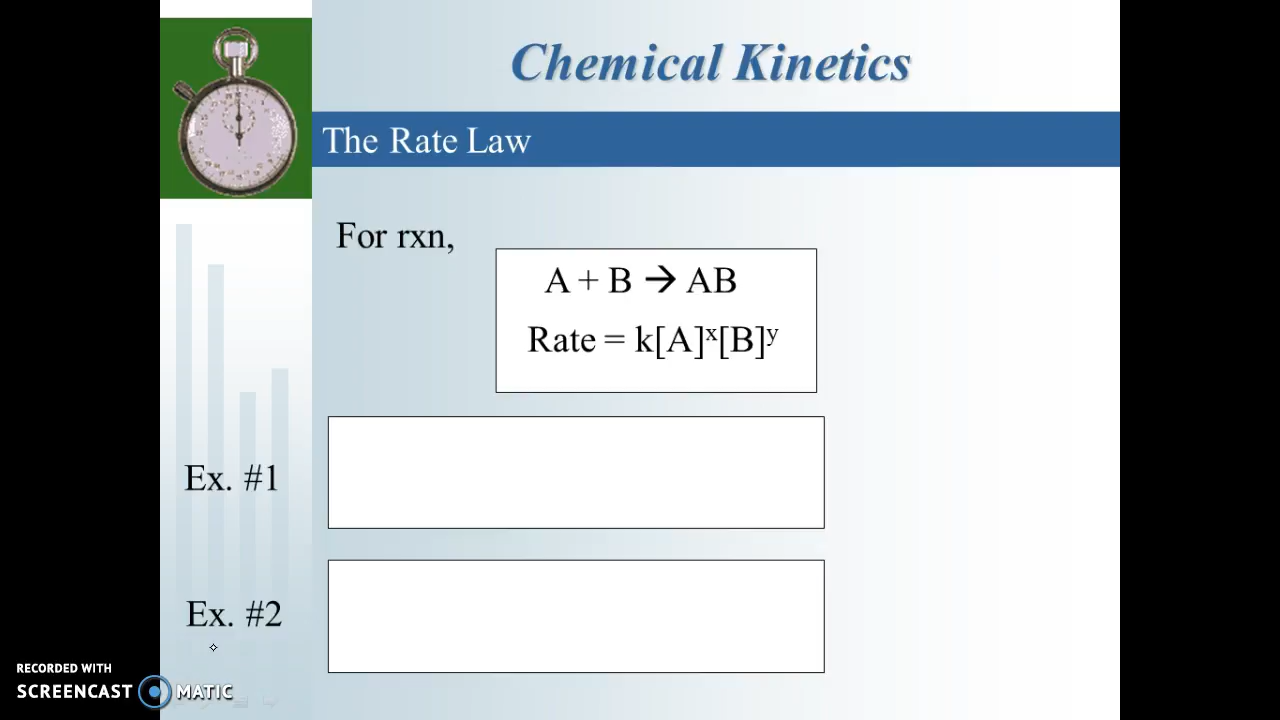 Chemical Kinetics
The Rate Law
For rxn,
A + B → AB
Rate = k[A]ˣ[B]ʸ
Ex. #1
Ex. #2
RECORDED WITH
SCREENCAST MATIC